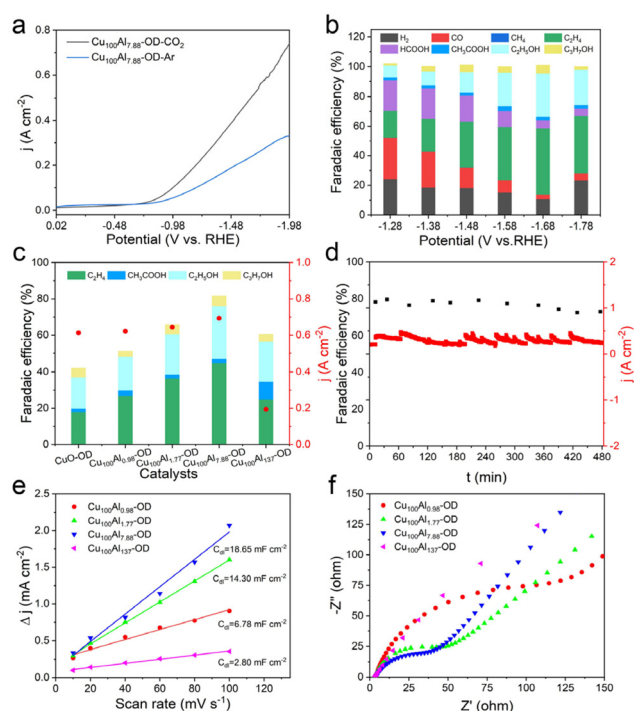 a
Cu100Al7.88-OD-CO2
Cu100Al7.88-OD-Ar
j (A cm-2)
0.8
0.6
0.4
0.2
0.0
0.02 -0.48 -0.98 -1.48 -1.98
Potential (V vs. RHE)
b
H2 CO CH4 C2H4
HCOOH CH3COOH C2H5OH C3H7OH
Faradaic efficiency (%)
120
100
80
60
40
20
0
-1.28 -1.38 -1.48 -1.58 -1.68 -1.78
Potential (V vs.RHE)
c
C2H4 CH3COOH C2H5OH C3H7OH
Faradaic efficiency (%)
100
80
60
40
20
0
1.0
0.8
0.6
0.4
0.2
0.0
j (A cm-2)
CuO-OD Cu100Al0.98-OD Cu100Al1.77-OD Cu100Al7.88-OD Cu100Al137-OD
Catalysts
d
Faradaic efficiency (%)
100
80
60
40
20
0
2
1
0
-1
-2
j (A cm-2)
0 60 120 180 240 300 360 420 480
t (min)
e
Cu100Al0.98-OD
Cu100Al1.77-OD
Cu100Al7.88-OD
Cu100Al137-OD
Δ j (mA cm-2)
2.5
2.0
1.5
1.0
0.5
0.0
Cdl=18.65 mF cm-2
Cdl=14.30 mF cm-2
Cdl=6.78 mF cm-2
Cdl=2.80 mF cm-2
0 20 40 60 80 100 120
Scan rate (mV s-1)
f
Cu100Al0.98-OD
Cu100Al1.77-OD
Cu100Al7.88-OD
Cu100Al137-OD
-Z'' (ohm)
150
125
100
75
50
25
0
0 25 50 75 100 125 150
Z' (ohm)